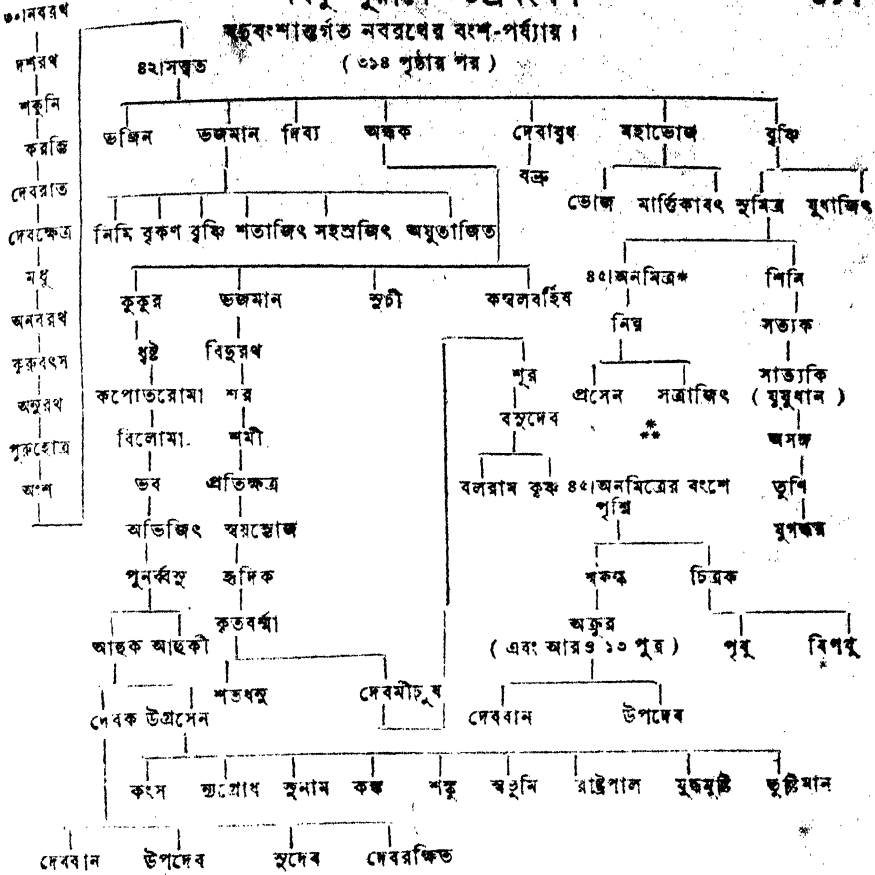 ৩০।নবরথ
যদুবংশান্তর্গত নবরথের বংশ-পর্য্যায়।
( ৩১৪ পৃষ্ঠার পর )
দশরথ
শকুনি
করম্ভি
দেবরাত
দেবক্ষেত্র
মধু
অনবরথ
কুরুবৎস
অনুরথ
পুরুহোত্র
অংশ
৪২।সত্ত্বত
ভজিন ভজমান দিব্য অন্ধক দেবাবৃধ মহাভোজ বৃষ্ণি
বভ্রু
ভোজ মার্ত্তিকাবৎ সুমিত্র যুধাজিৎ
নিমি বৃকণ বৃষ্ণি শতাজিৎ সহস্রজিৎ অযুতাজিত
কুকুর ভজমান সুচী কম্বলবর্হিষ
৪৫।অনমিত্র* শিনি
নিঘ্ন সত্যক
ধৃষ্ট বিদুরথ
শূর
প্রসেন সত্রাজিৎ
সাত্যকি
( যুযুধান )
কপোতরোমা শূর
বসুদেব
বিলোমা শমী
অসঙ্গ
*
**
ভব প্রতিক্ষত্র
বলরাম কৃষ্ণ ৪৫।অনমিত্রের বংশে
পৃশ্নি
তুণি
যুগন্ধর
অভিজিৎ স্বয়ম্ভোজ
পুনর্ব্বসু হৃদিক
শ্বফল্ক চিত্রক
কৃতবর্ম্মা
অক্রূর
( এবং আরও ১৩ পুত্র )
পৃথু বিপথু
*
আহুক আহুকী
শতধনু দেবমীঢ়ুষ
দেববান উপদেব
দেবক উগ্রসেন
কংস ন্যগ্রোধ সুনাম কঙ্ক শঙ্কু স্বভূমি রাষ্ট্রপাল যুদ্ধমুষ্টি তুষ্টিমান
দেববান উপদেব সুদেব দেবরক্ষিত